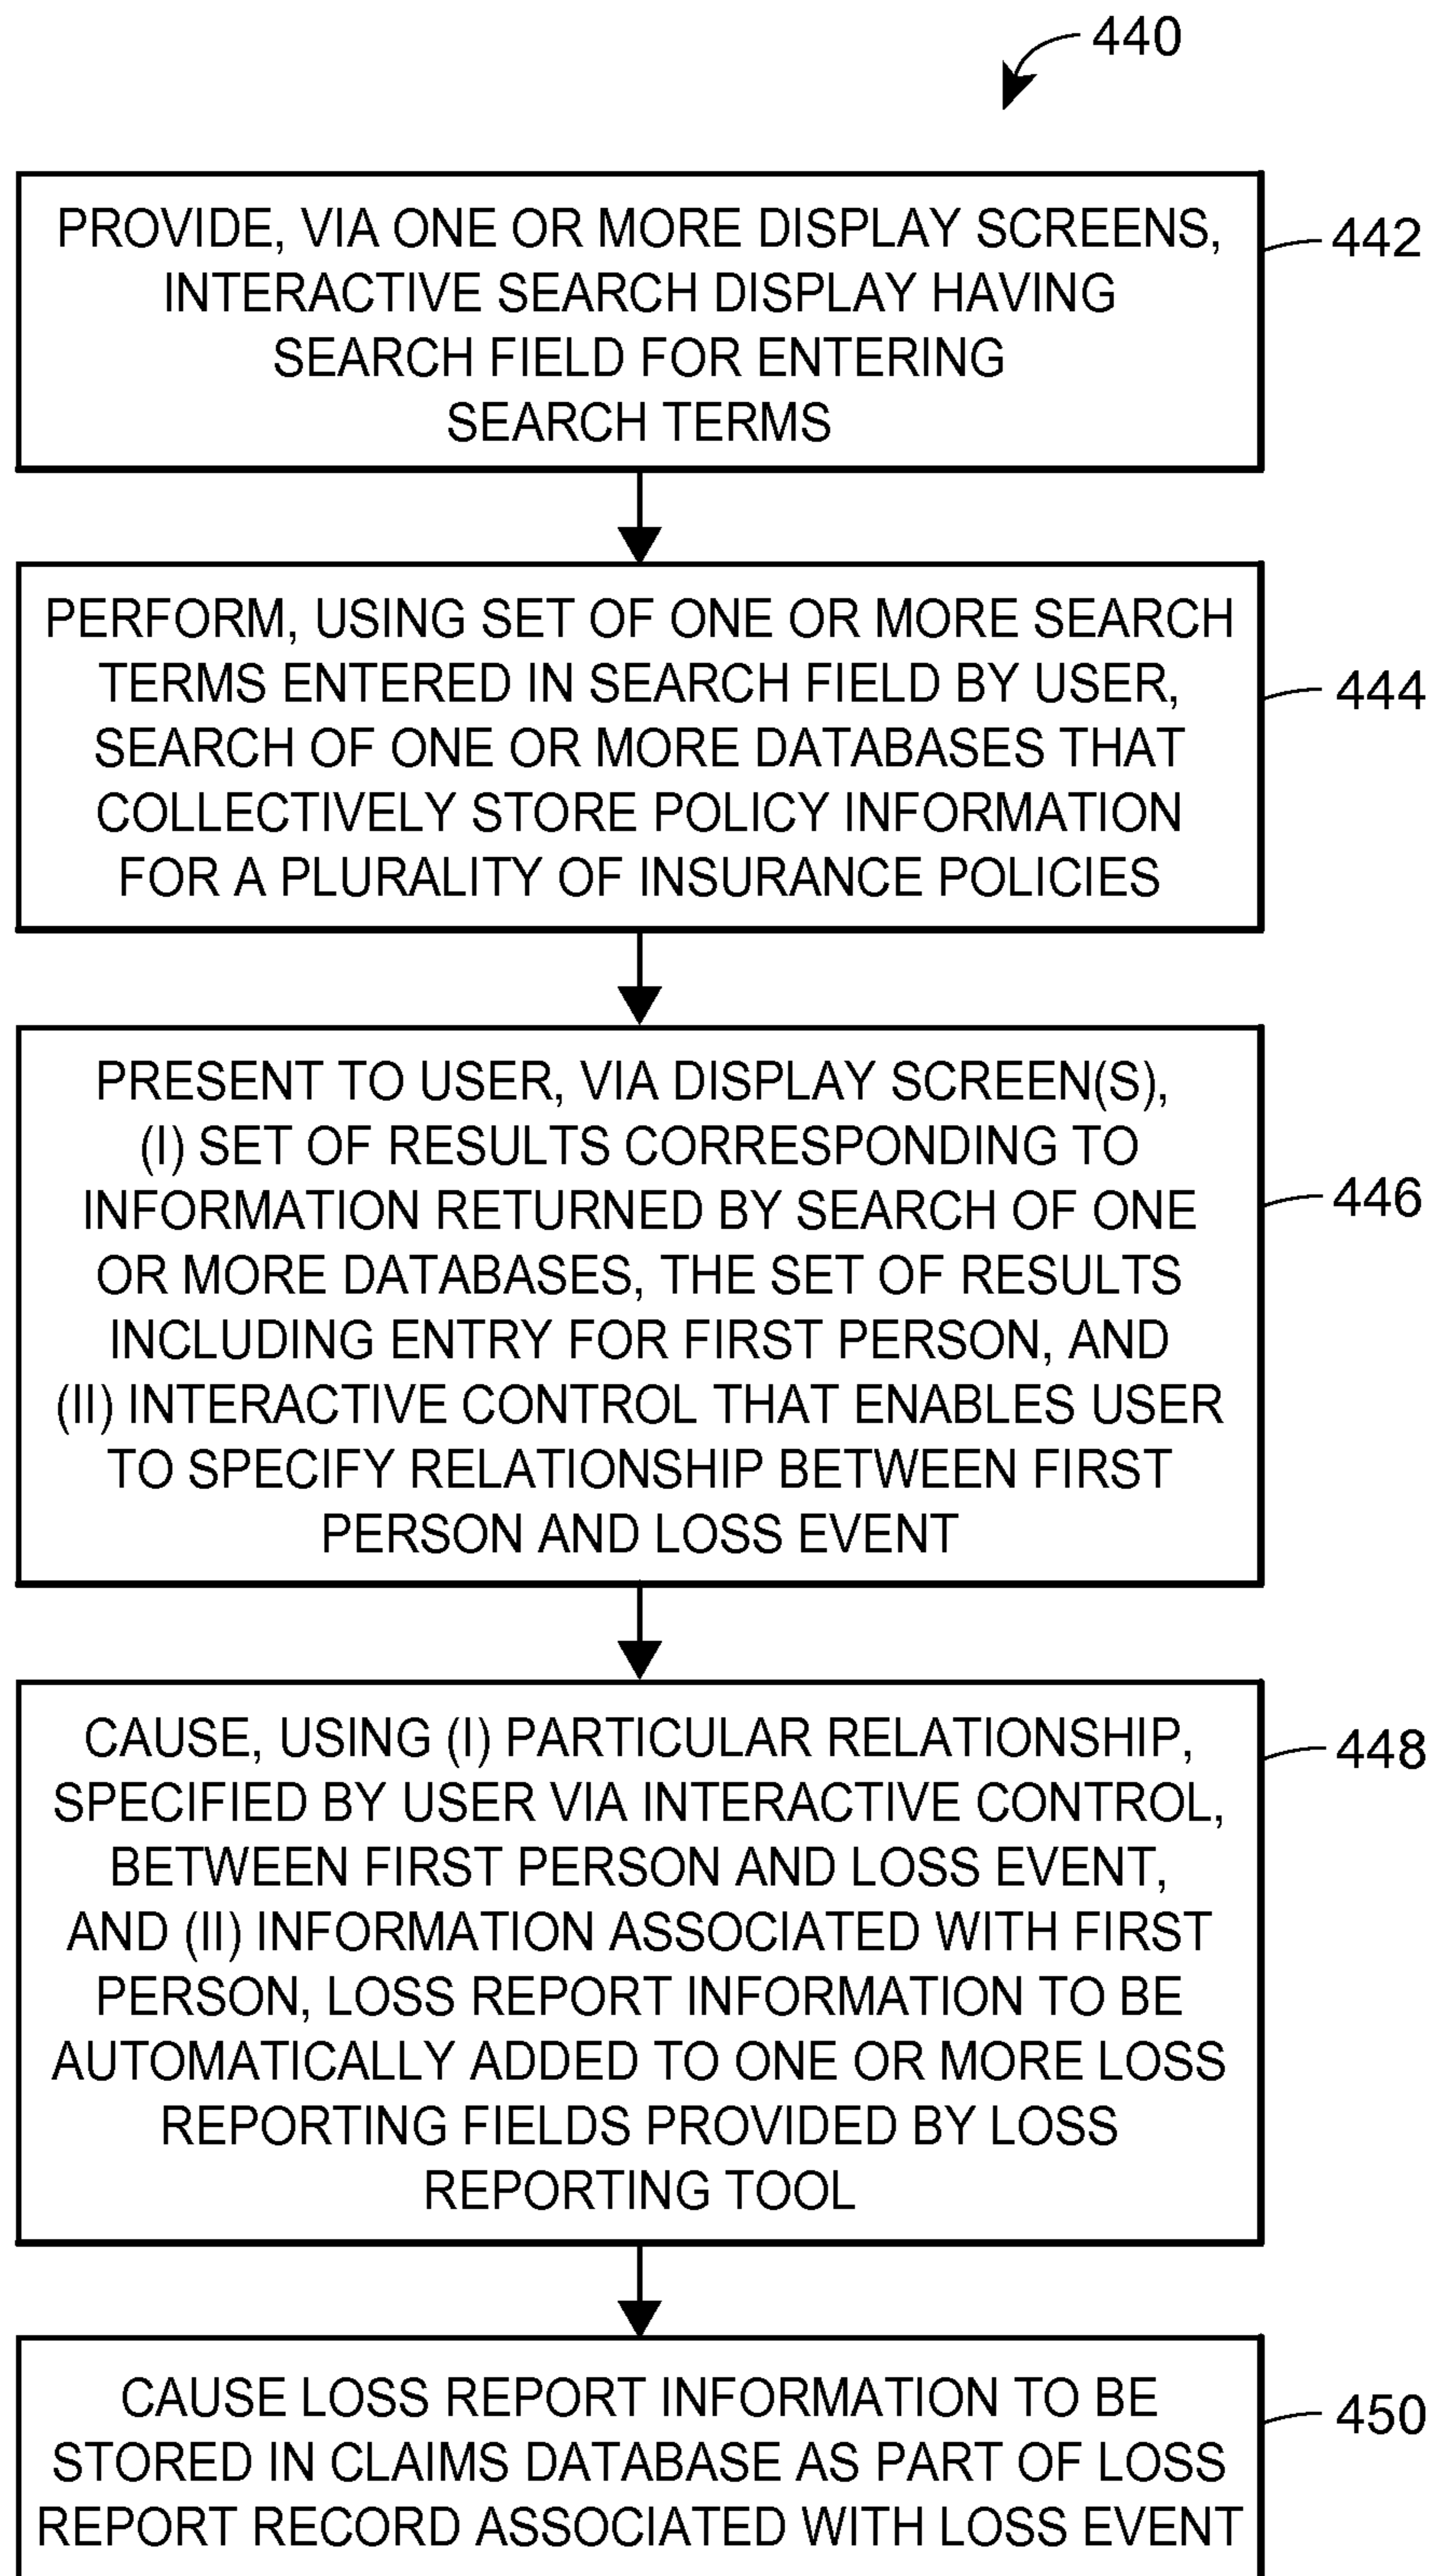 440
PROVIDE, VIA ONE OR MORE DISPLAY SCREENS,
INTERACTIVE SEARCH DISPLAY HAVING
SEARCH FIELD FOR ENTERING
SEARCH TERMS
442
PERFORM, USING SET OF ONE OR MORE SEARCH
TERMS ENTERED IN SEARCH FIELD BY USER,
SEARCH OF ONE OR MORE DATABASES THAT
COLLECTIVELY STORE POLICY INFORMATION
FOR A PLURALITY OF INSURANCE POLICIES
444
PRESENT TO USER, VIA DISPLAY SCREEN(S),
(I) SET OF RESULTS CORRESPONDING TO
INFORMATION RETURNED BY SEARCH OF ONE
OR MORE DATABASES, THE SET OF RESULTS
INCLUDING ENTRY FOR FIRST PERSON, AND
(II) INTERACTIVE CONTROL THAT ENABLES USER
TO SPECIFY RELATIONSHIP BETWEEN FIRST
PERSON AND LOSS EVENT
446
CAUSE, USING (I) PARTICULAR RELATIONSHIP,
SPECIFIED BY USER VIA INTERACTIVE CONTROL,
BETWEEN FIRST PERSON AND LOSS EVENT,
AND (II) INFORMATION ASSOCIATED WITH FIRST
PERSON, LOSS REPORT INFORMATION TO BE
AUTOMATICALLY ADDED TO ONE OR MORE LOSS
REPORTING FIELDS PROVIDED BY LOSS
REPORTING TOOL
448
CAUSE LOSS REPORT INFORMATION TO BE
STORED IN CLAIMS DATABASE AS PART OF LOSS
REPORT RECORD ASSOCIATED WITH LOSS EVENT
450